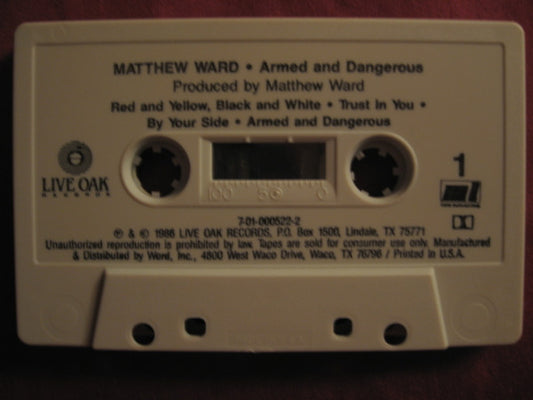 MATTHEW WARD • Armed and Dangerous
Produced by Matthew Ward
Red and Yellow, Black and White • Trust In You •
By Your Side • Armed and Dangerous
LIVE OAK
RECORDS
1
100 50 0
7-01-000522-2
℗ & © 1986 LIVE OAK RECORDS, P.O. Box 1500, Lindale, TX 75771
Unauthorized reproduction is prohibited by law. Tapes are sold for consumer use only. Manufactured
& Distributed by Word, Inc., 4800 West Waco Drive, Waco, TX 76796 / Printed in U.S.A.